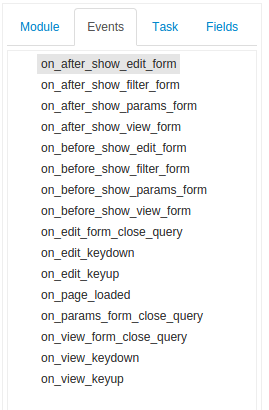 Module Events Task Fields
on_after_show_edit_form
on_after_show_filter_form
on_after_show_params_form
on_after_show_view_form
on_before_show_edit_form
on_before_show_filter_form
on_before_show_params_form
on_before_show_view_form
on_edit_form_close_query
on_edit_keydown
on_edit_keyup
on_page_loaded
on_params_form_close_query
on_view_form_close_query
on_view_keydown
on_view_keyup